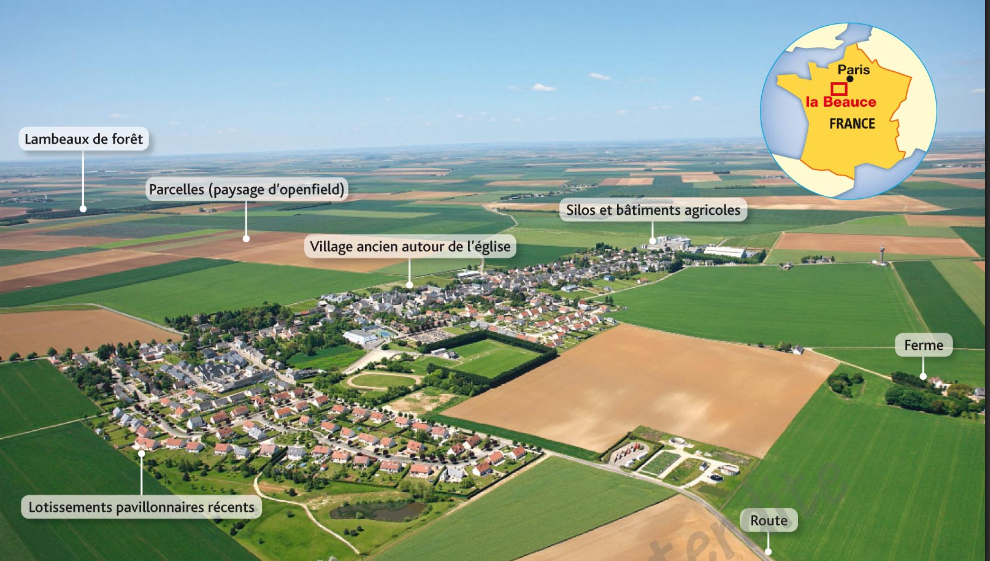 Paris
la Beauce
FRANCE
Lambeaux de forêt
Parcelles (paysage d'openfield)
Silos et bâtiments agricoles
Village ancien autour de l'église
Ferme
Lotissements pavillonnaires récents
Route